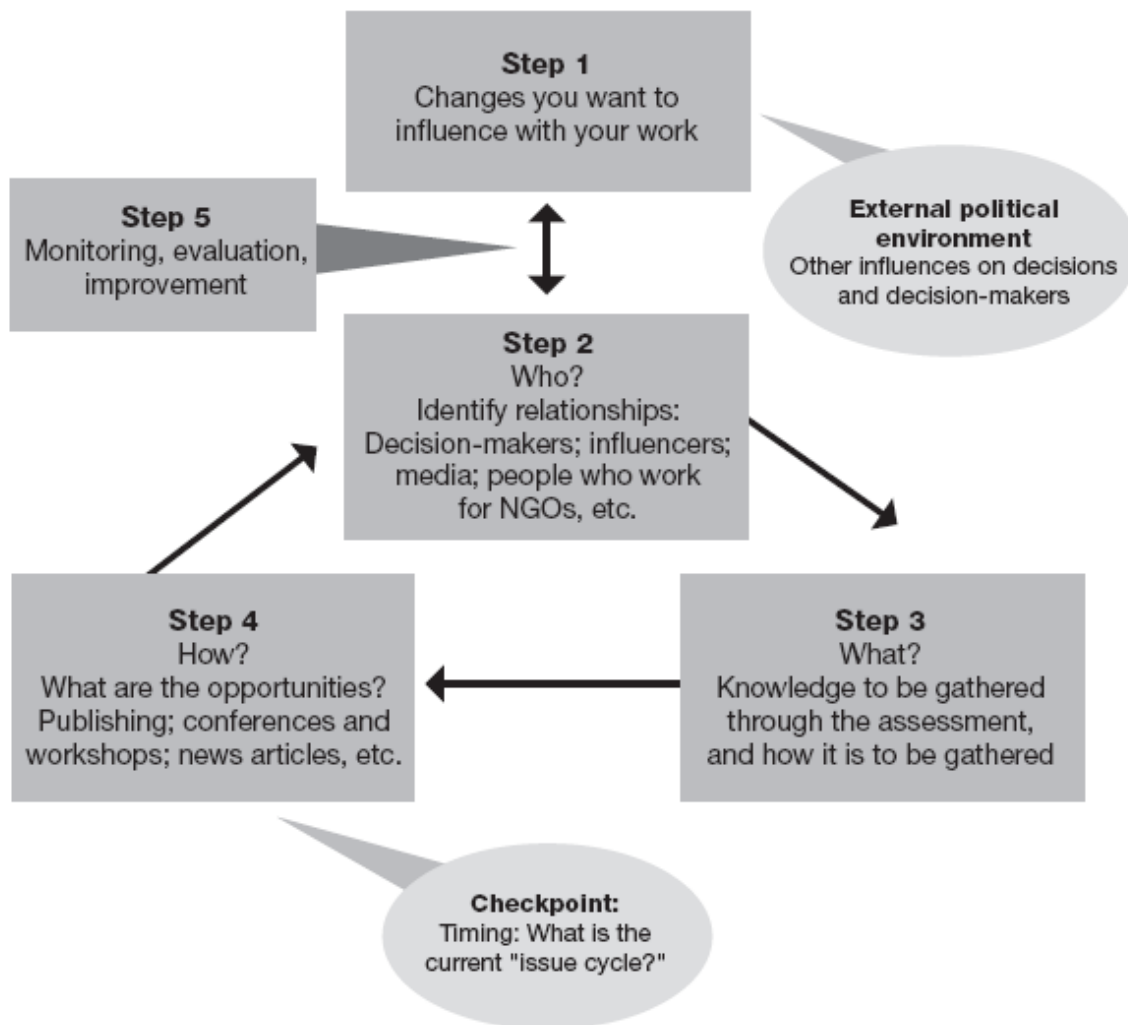 Step 1
Changes you want to
influence with your work
Step 5
Monitoring, evaluation,
improvement
External political
environment
Other influences on decisions
and decision-makers
Step 2
Who?
Identify relationships:
Decision-makers; influencers;
media; people who work
for NGOs, etc.
Step 4
How?
What are the opportunities?
Publishing; conferences and
workshops; news articles, etc.
Step 3
What?
Knowledge to be gathered
through the assessment,
and how it is to be gathered
Checkpoint:
Timing: What is the
current "issue cycle?"